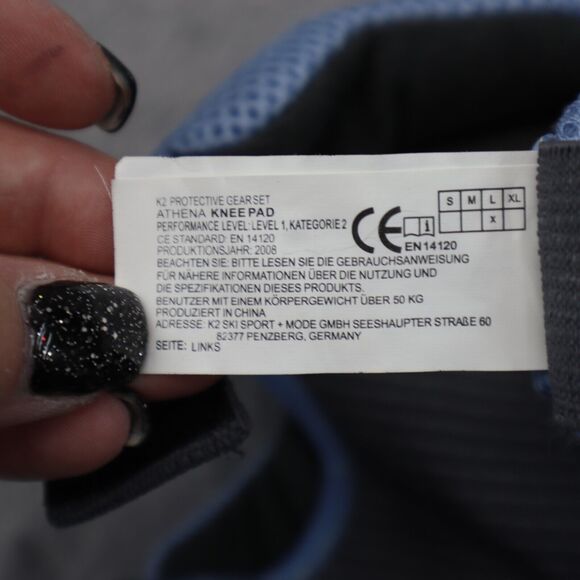 K2 PROTECTIVE GEAR SET
ATHENA KNEE PAD
PERFORMANCE LEVEL: LEVEL 1, KATEGORIE 2
CE STANDARD: EN 14120
PRODUKTIONSJAHR: 2008
CE
i
EN 14120
S M L XL
X
BEACHTEN SIE: BITTE LESEN SIE DIE GEBRAUCHSANWEISUNG
FÜR NÄHERE INFORMATIONEN ÜBER DIE NUTZUNG UND
DIE SPEZIFIKATIONEN DIESES PRODUKTS.
BENUTZER MIT EINEM KÖRPERGEWICHT ÜBER 50 KG
PRODUZIERT IN CHINA
ADRESSE: K2 SKI SPORT + MODE GMBH SEESHAUPTER STRAßE 60
82377 PENZBERG, GERMANY
SEITE: LINKS